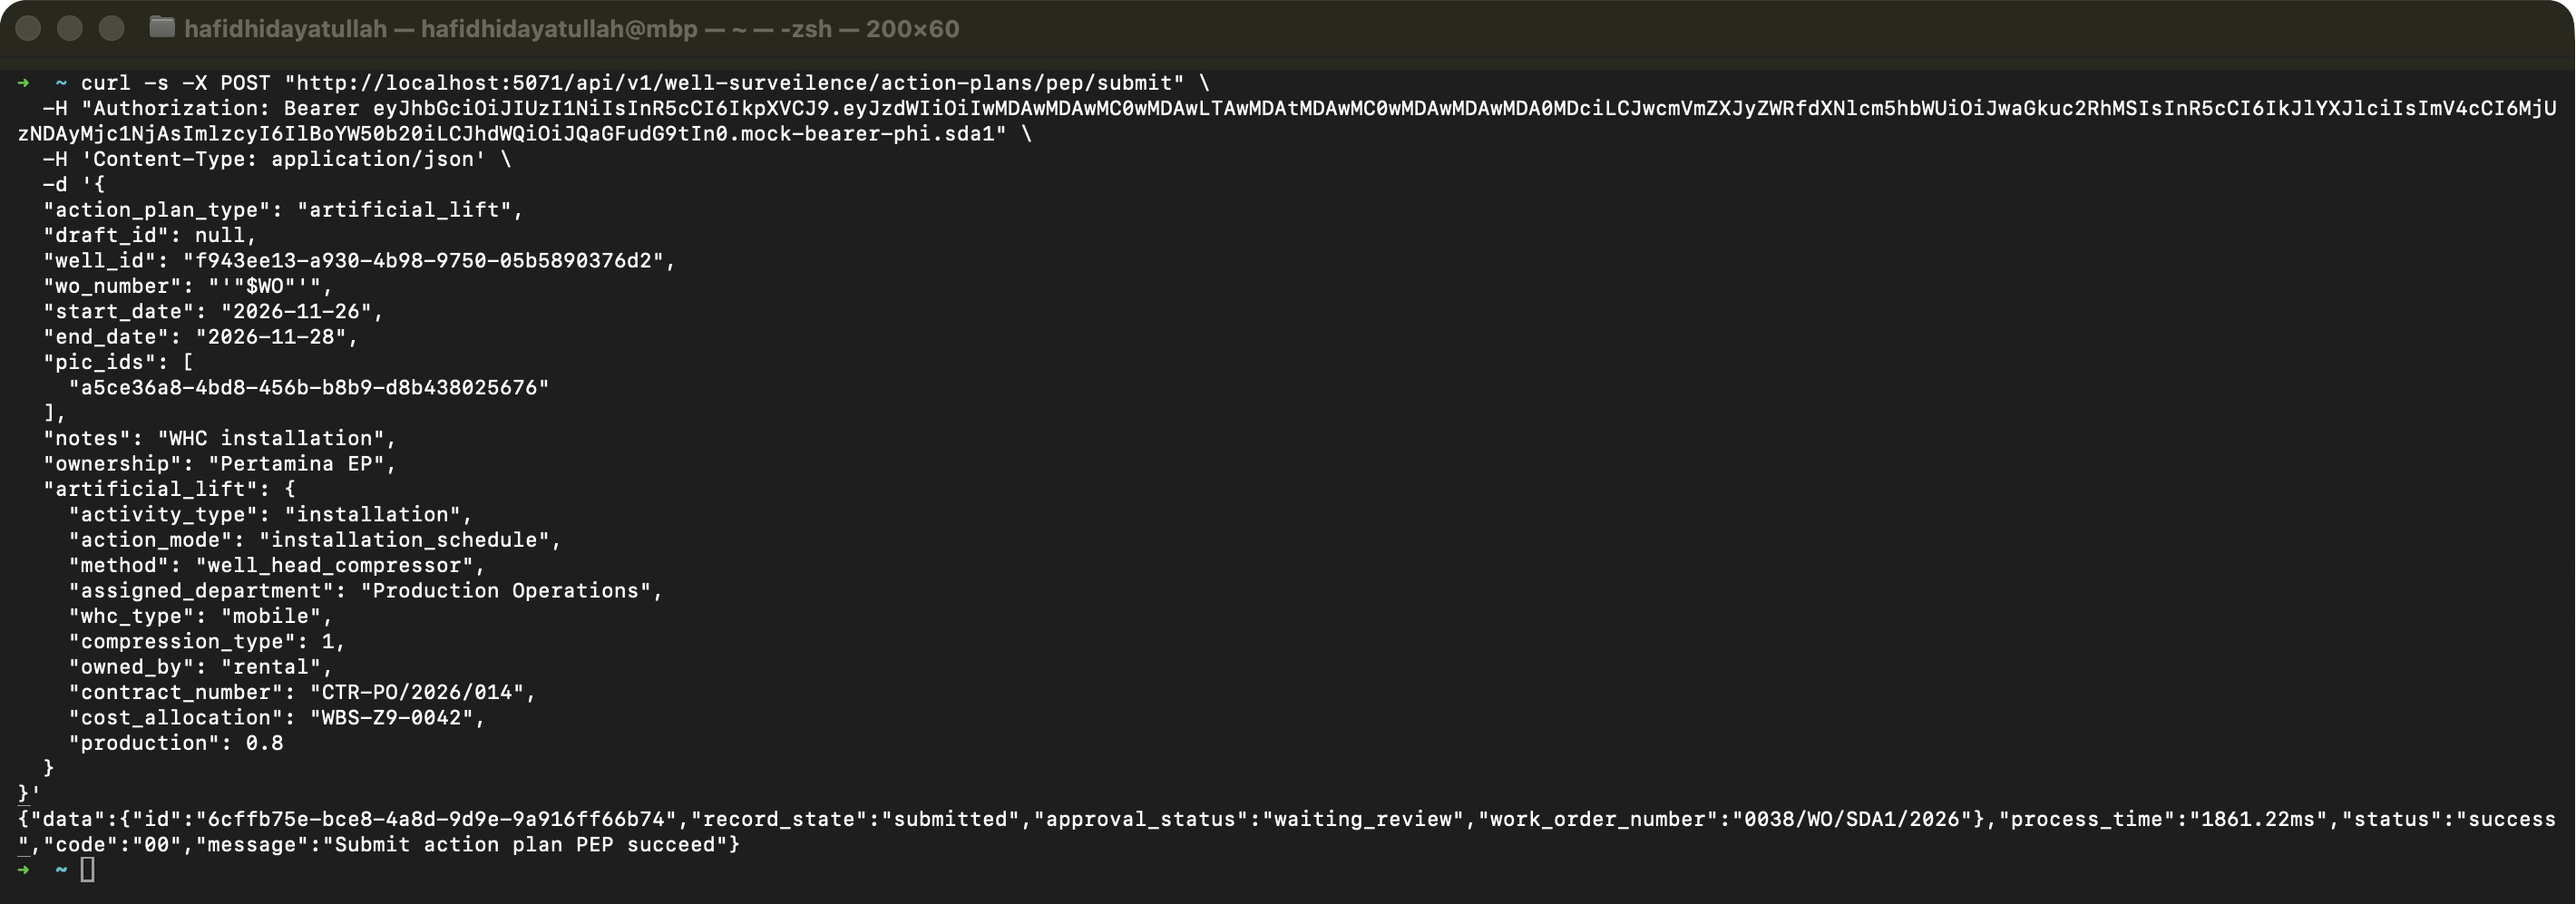 hafidhidayatullah — hafidhidayatullah@mbp — ~ — -zsh — 200×60
➜  ~ curl -s -X POST "http://localhost:5071/api/v1/well-surveilence/action-plans/pep/submit" \
  -H "Authorization: Bearer eyJhbGciOiJIUzI1NiIsInR5cCI6IkpXVCJ9.eyJzdWIiOiIwMDAwMDAwMC0wMDAwLTAwMDAtMDAwMC0wMDAwMDAwMDA0MDciLCJwcmVmZXJyZWRfdXNlcm5hbWUiOiJwaGkuc2RhMSIsInR5cCI6IkJlYXJlciIsImV4cCI6MjU
zNDAyMjc1NjAsImlzcyI6IlBoYW50b20iLCJhdWQiOiJQaGFudG9tIn0.mock-bearer-phi.sda1" \
  -H 'Content-Type: application/json' \
  -d '{
  "action_plan_type": "artificial_lift",
  "draft_id": null,
  "well_id": "f943ee13-a930-4b98-9750-05b5890376d2",
  "wo_number": "'"$WO"'",
  "start_date": "2026-11-26",
  "end_date": "2026-11-28",
  "pic_ids": [
    "a5ce36a8-4bd8-456b-b8b9-d8b438025676"
  ],
  "notes": "WHC installation",
  "ownership": "Pertamina EP",
  "artificial_lift": {
    "activity_type": "installation",
    "action_mode": "installation_schedule",
    "method": "well_head_compressor",
    "assigned_department": "Production Operations",
    "whc_type": "mobile",
    "compression_type": 1,
    "owned_by": "rental",
    "contract_number": "CTR-PO/2026/014",
    "cost_allocation": "WBS-Z9-0042",
    "production": 0.8
  }
}'
{"data":{"id":"6cffb75e-bce8-4a8d-9d9e-9a916ff66b74","record_state":"submitted","approval_status":"waiting_review","work_order_number":"0038/WO/SDA1/2026"},"process_time":"1861.22ms","status":"success
","code":"00","message":"Submit action plan PEP succeed"}
➜  ~